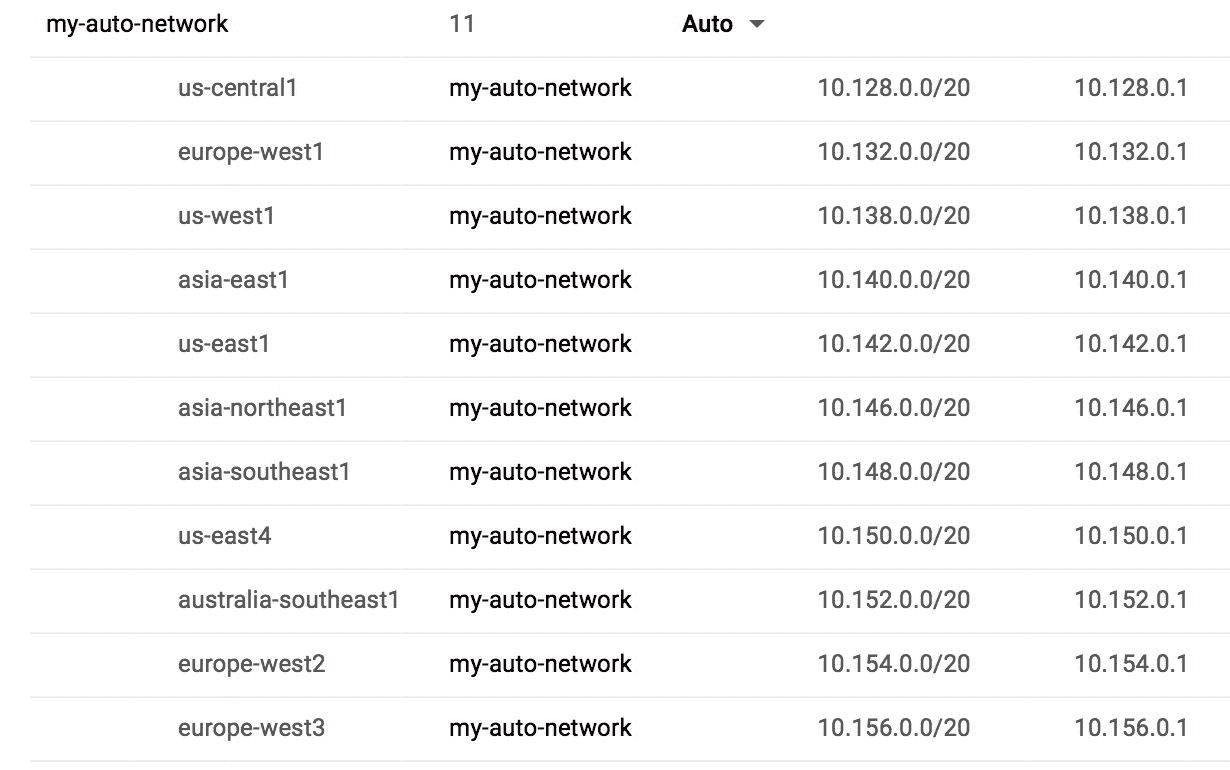 my-auto-network 11 Auto
us-central1 my-auto-network 10.128.0.0/20 10.128.0.1
europe-west1 my-auto-network 10.132.0.0/20 10.132.0.1
us-west1 my-auto-network 10.138.0.0/20 10.138.0.1
asia-east1 my-auto-network 10.140.0.0/20 10.140.0.1
us-east1 my-auto-network 10.142.0.0/20 10.142.0.1
asia-northeast1 my-auto-network 10.146.0.0/20 10.146.0.1
asia-southeast1 my-auto-network 10.148.0.0/20 10.148.0.1
us-east4 my-auto-network 10.150.0.0/20 10.150.0.1
australia-southeast1 my-auto-network 10.152.0.0/20 10.152.0.1
europe-west2 my-auto-network 10.154.0.0/20 10.154.0.1
europe-west3 my-auto-network 10.156.0.0/20 10.156.0.1